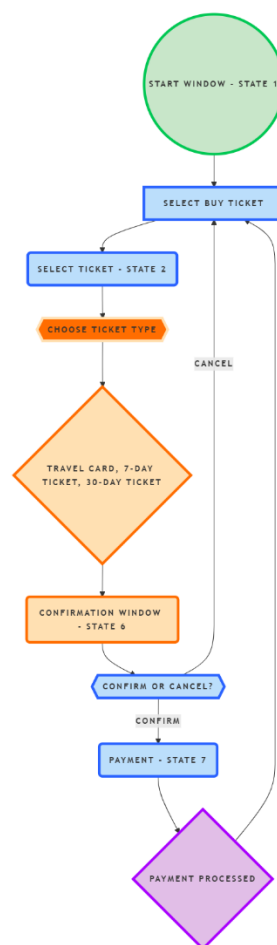 START WINDOW - STATE 1
SELECT BUY TICKET
SELECT TICKET - STATE 2
CHOOSE TICKET TYPE
CANCEL
TRAVEL CARD, 7-DAY
TICKET, 30-DAY TICKET
CONFIRMATION WINDOW
- STATE 6
CONFIRM OR CANCEL?
CONFIRM
PAYMENT - STATE 7
PAYMENT PROCESSED